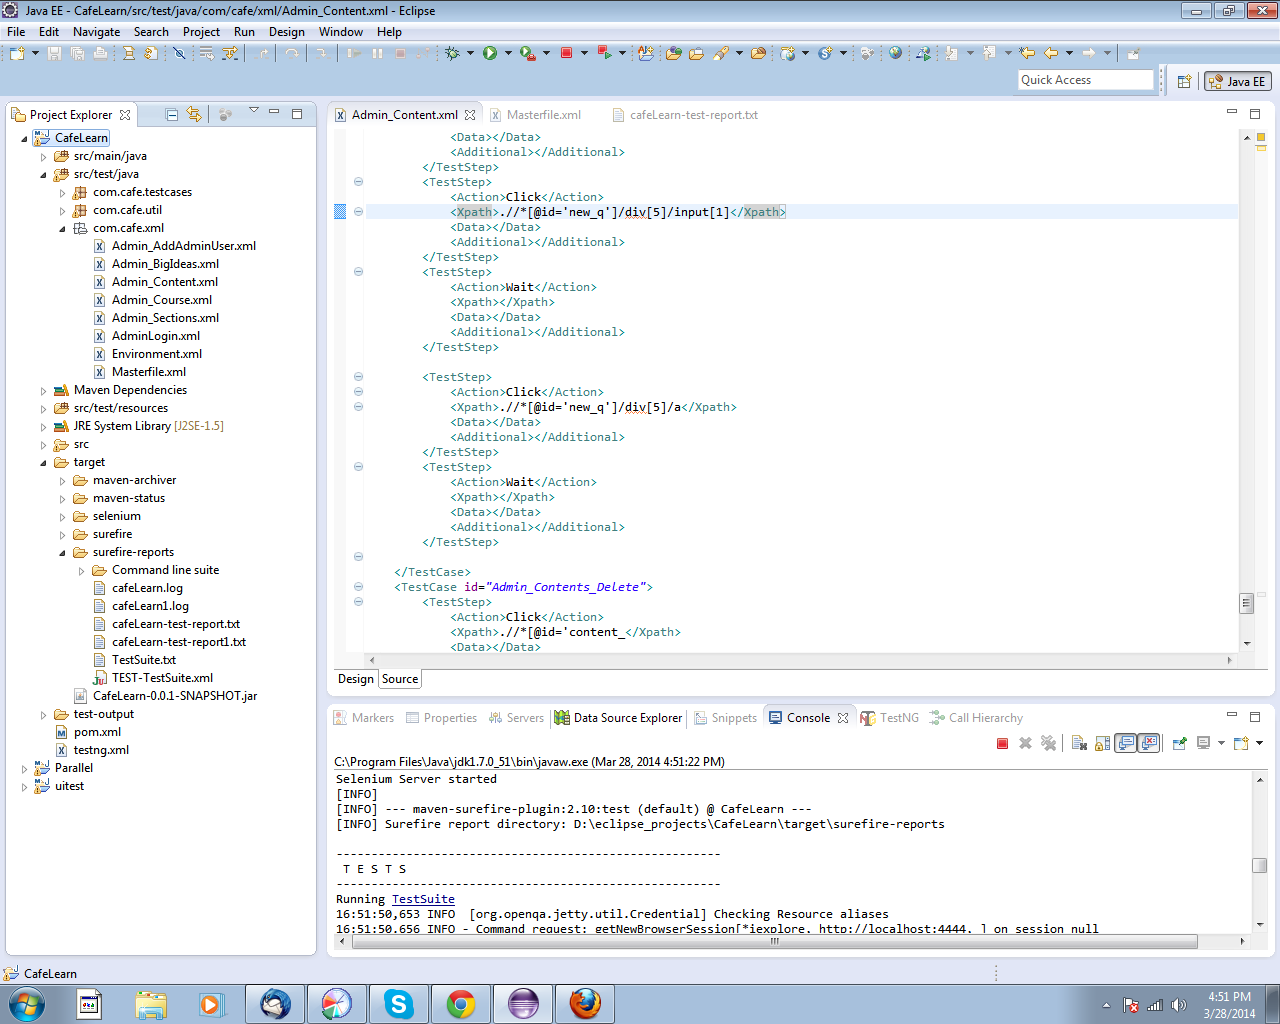 Java EE - CafeLearn/src/test/java/com/cafe/xml/Admin_Content.xml - Eclipse
File Edit Navigate Search Project Run Design Window Help
Quick Access
Java EE
Project Explorer
CafeLearn
src/main/java
src/test/java
com.cafe.testcases
com.cafe.util
com.cafe.xml
Admin_AddAdminUser.xml
Admin_BigIdeas.xml
Admin_Content.xml
Admin_Course.xml
Admin_Sections.xml
AdminLogin.xml
Environment.xml
Masterfile.xml
Maven Dependencies
src/test/resources
JRE System Library [J2SE-1.5]
src
target
maven-archiver
maven-status
selenium
surefire
surefire-reports
Command line suite
cafeLearn.log
cafeLearn1.log
cafeLearn-test-report.txt
cafeLearn-test-report1.txt
TestSuite.txt
TEST-TestSuite.xml
CafeLearn-0.0.1-SNAPSHOT.jar
test-output
pom.xml
testng.xml
Parallel
uitest
Admin_Content.xml Masterfile.xml cafeLearn-test-report.txt
<Data></Data>
<Additional></Additional>
</TestStep>
<TestStep>
<Action>Click</Action>
<Xpath>.//*[@id='new_q']/div[5]/input[1]</Xpath>
<Data></Data>
<Additional></Additional>
</TestStep>
<TestStep>
<Action>Wait</Action>
<Xpath></Xpath>
<Data></Data>
<Additional></Additional>
</TestStep>
<TestStep>
<Action>Click</Action>
<Xpath>.//*[@id='new_q']/div[5]/a</Xpath>
<Data></Data>
<Additional></Additional>
</TestStep>
<TestStep>
<Action>Wait</Action>
<Xpath></Xpath>
<Data></Data>
<Additional></Additional>
</TestStep>
</TestCase>
<TestCase id="Admin_Contents_Delete">
<TestStep>
<Action>Click</Action>
<Xpath>.//*[@id='content_</Xpath>
<Data></Data>
Design Source
Markers Properties Servers Data Source Explorer Snippets Console TestNG Call Hierarchy
C:\Program Files\Java\jdk1.7.0_51\bin\javaw.exe (Mar 28, 2014 4:51:22 PM)
Selenium Server started
[INFO]
[INFO] --- maven-surefire-plugin:2.10:test (default) @ CafeLearn ---
[INFO] Surefire report directory: D:\eclipse_projects\CafeLearn\target\surefire-reports
-------------------------------------------------------
T E S T S
-------------------------------------------------------
Running TestSuite
16:51:50,653 INFO [org.openqa.jetty.util.Credential] Checking Resource aliases
16:51:50,656 INFO - Command request: getNewBrowserSession[*iexplore, http://localhost:4444, ] on session null
CafeLearn
4:51 PM
3/28/2014